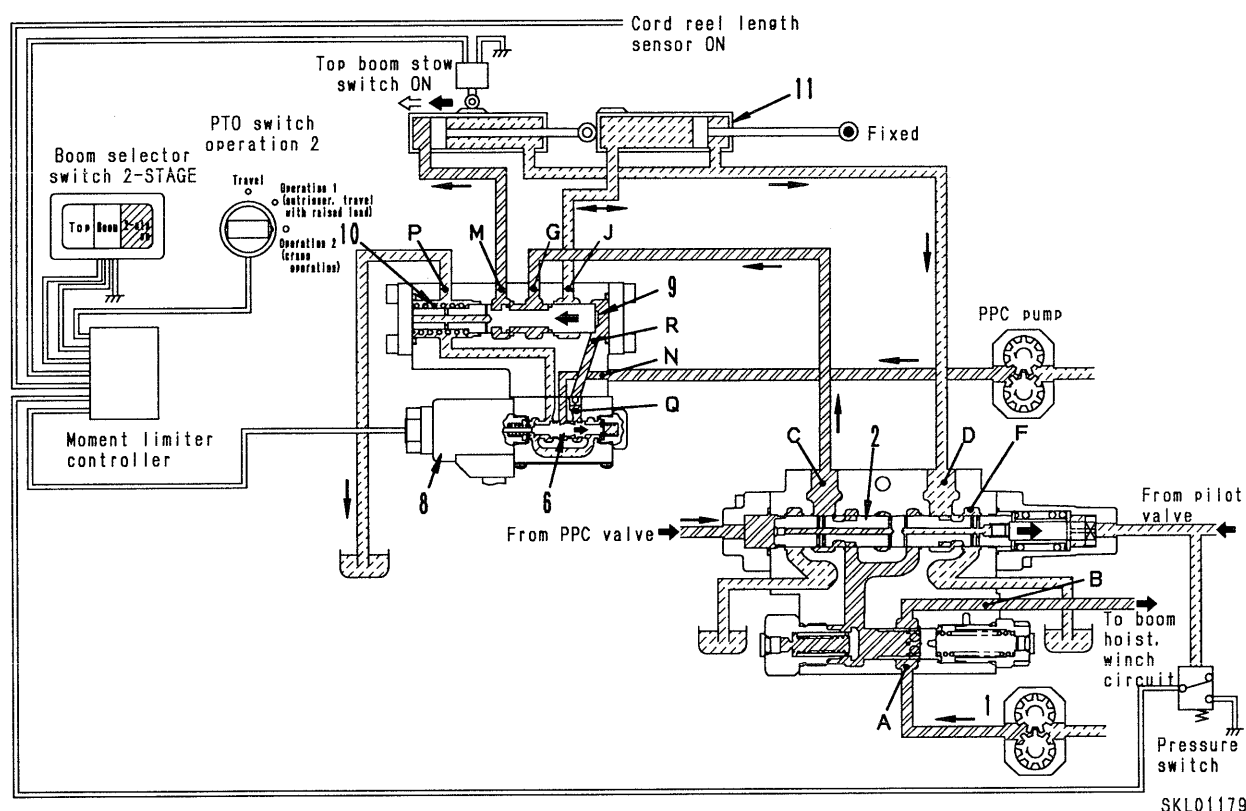 Cord reel length
sensor ON
Top boom stow
switch ON
11
Fixed
PTO switch
operation 2
Boom selector
switch 2-STAGE
Travel
Operation 1
(outrigger, travel
with raised load)
Operation 2
(crane
operation)
Top
Boom
10
P
M
G
J
9
R
N
Q
PPC pump
Moment limiter
controller
8
6
C
2
D
F
From PPC valve
From pilot
valve
B
To boom
hoist,
winch
circuit
A
1
Pressure
switch
SKL01179